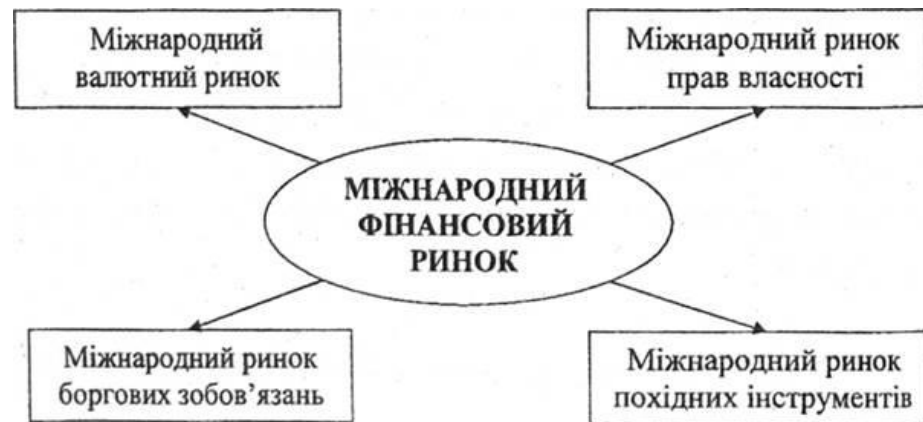 Міжнародний
валютний ринок
Міжнародний ринок
прав власності
МІЖНАРОДНИЙ
ФІНАНСОВИЙ
РИНОК
Міжнародний ринок
боргових зобов’язань
Міжнародний ринок
похідних інструментів